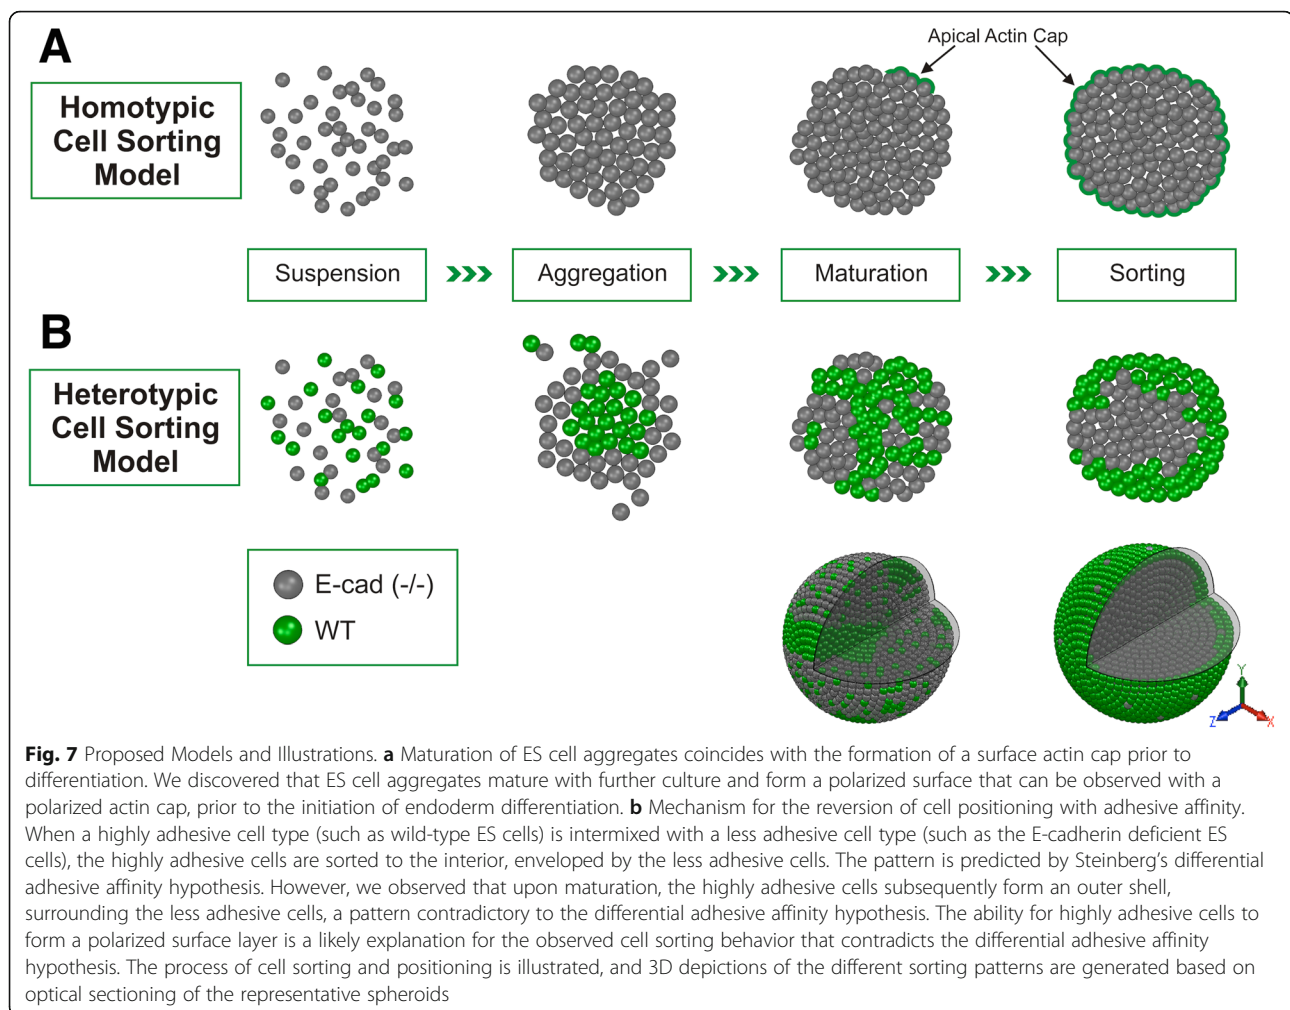 A
Apical Actin Cap
Homotypic
Cell Sorting
Model
Suspension
Aggregation
Maturation
Sorting
B
Heterotypic
Cell Sorting
Model
E-cad (-/-)
WT
Y
Z
X
Fig. 7 Proposed Models and Illustrations. a Maturation of ES cell aggregates coincides with the formation of a surface actin cap prior to
differentiation. We discovered that ES cell aggregates mature with further culture and form a polarized surface that can be observed with a
polarized actin cap, prior to the initiation of endoderm differentiation. b Mechanism for the reversion of cell positioning with adhesive affinity.
When a highly adhesive cell type (such as wild-type ES cells) is intermixed with a less adhesive cell type (such as the E-cadherin deficient ES
cells), the highly adhesive cells are sorted to the interior, enveloped by the less adhesive cells. The pattern is predicted by Steinberg’s differential
adhesive affinity hypothesis. However, we observed that upon maturation, the highly adhesive cells subsequently form an outer shell,
surrounding the less adhesive cells, a pattern contradictory to the differential adhesive affinity hypothesis. The ability for highly adhesive cells to
form a polarized surface layer is a likely explanation for the observed cell sorting behavior that contradicts the differential adhesive affinity
hypothesis. The process of cell sorting and positioning is illustrated, and 3D depictions of the different sorting patterns are generated based on
optical sectioning of the representative spheroids